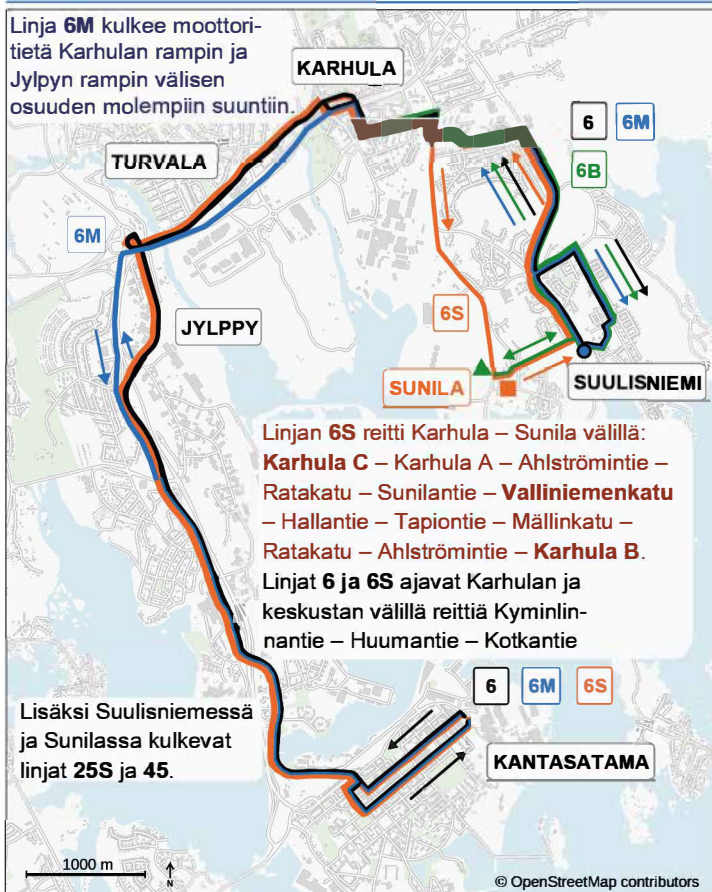 Linja 6M kulkee moottori-
tietä Karhulan rampin ja
Jylpyn rampin välisen
osuuden molempiin suuntiin.
KARHULA
6 6M
6B
TURVALA
6M
JYLPPY
6S
SUNILA
SUULISNIEMI
Linjan 6S reitti Karhula – Sunila välillä:
Karhula C – Karhula A – Ahlströmintie –
Ratakatu – Sunilantie – Valliniemenkatu
– Hallantie – Tapiontie – Mällinkatu –
Ratakatu – Ahlströmintie – Karhula B.
Linjat 6 ja 6S ajavat Karhulan ja
keskustan välillä reittiä Kyminlin-
nantie – Huumantie – Kotkantie
6 6M 6S
Lisäksi Suulisniemessä
ja Sunilassa kulkevat
linjat 25S ja 45.
KANTASATAMA
1000 m
N
© OpenStreetMap contributors